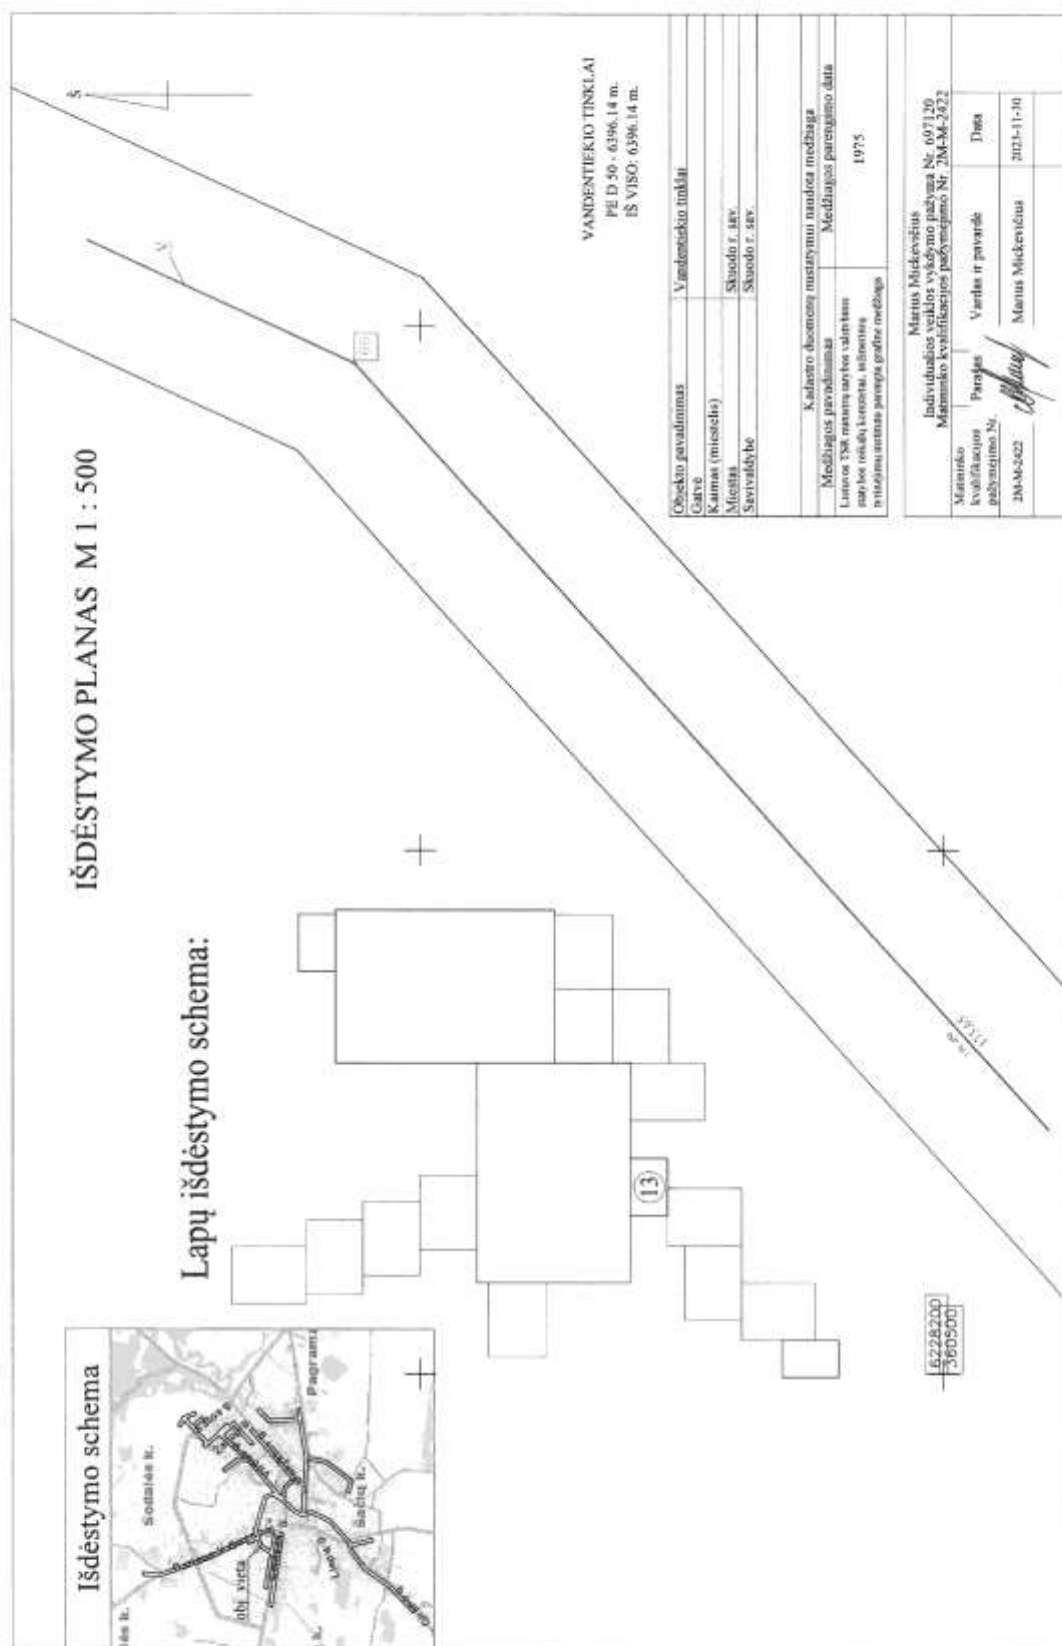 IŠDĖSTYMO PLANAS M 1 : 500
Š
Išdėstymo schema
Sodalės k.
Šačių k.
obj. vieta
Lapų išdėstymo schema:
13
V
66
6228200
360500
VANDENTIEKIO TINKLAI
PE D 50 - 6396.14 m.
IŠ VISO: 6396.14 m.
Objekto pavadinimas Vandentiekio tinklai
Gatvė
Kaimas (miestelis)
Miestas Skuodo r. sav.
Savivaldybė Skuodo r. sav.
Kadastro duomenų nustatymui naudota medžiaga
Medžiagos pavadinimas Medžiagos parengimo data
1975
Marius Mickevičius
Individualios veiklos vykdymo pažyma Nr. 697120
Matininko kvalifikacijos pažymėjimo Nr. 2M-M-2422
Matininko kvalifikacijos pažymėjimo Nr. Parašas Vardas ir pavardė Data
2M-M-2422 Marius Mickevičius 2023-11-10